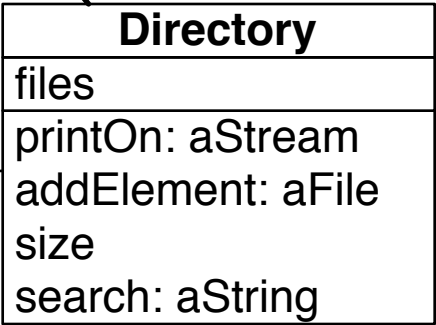 Directory
files
printOn: aStream
addElement: aFile
size
search: aString